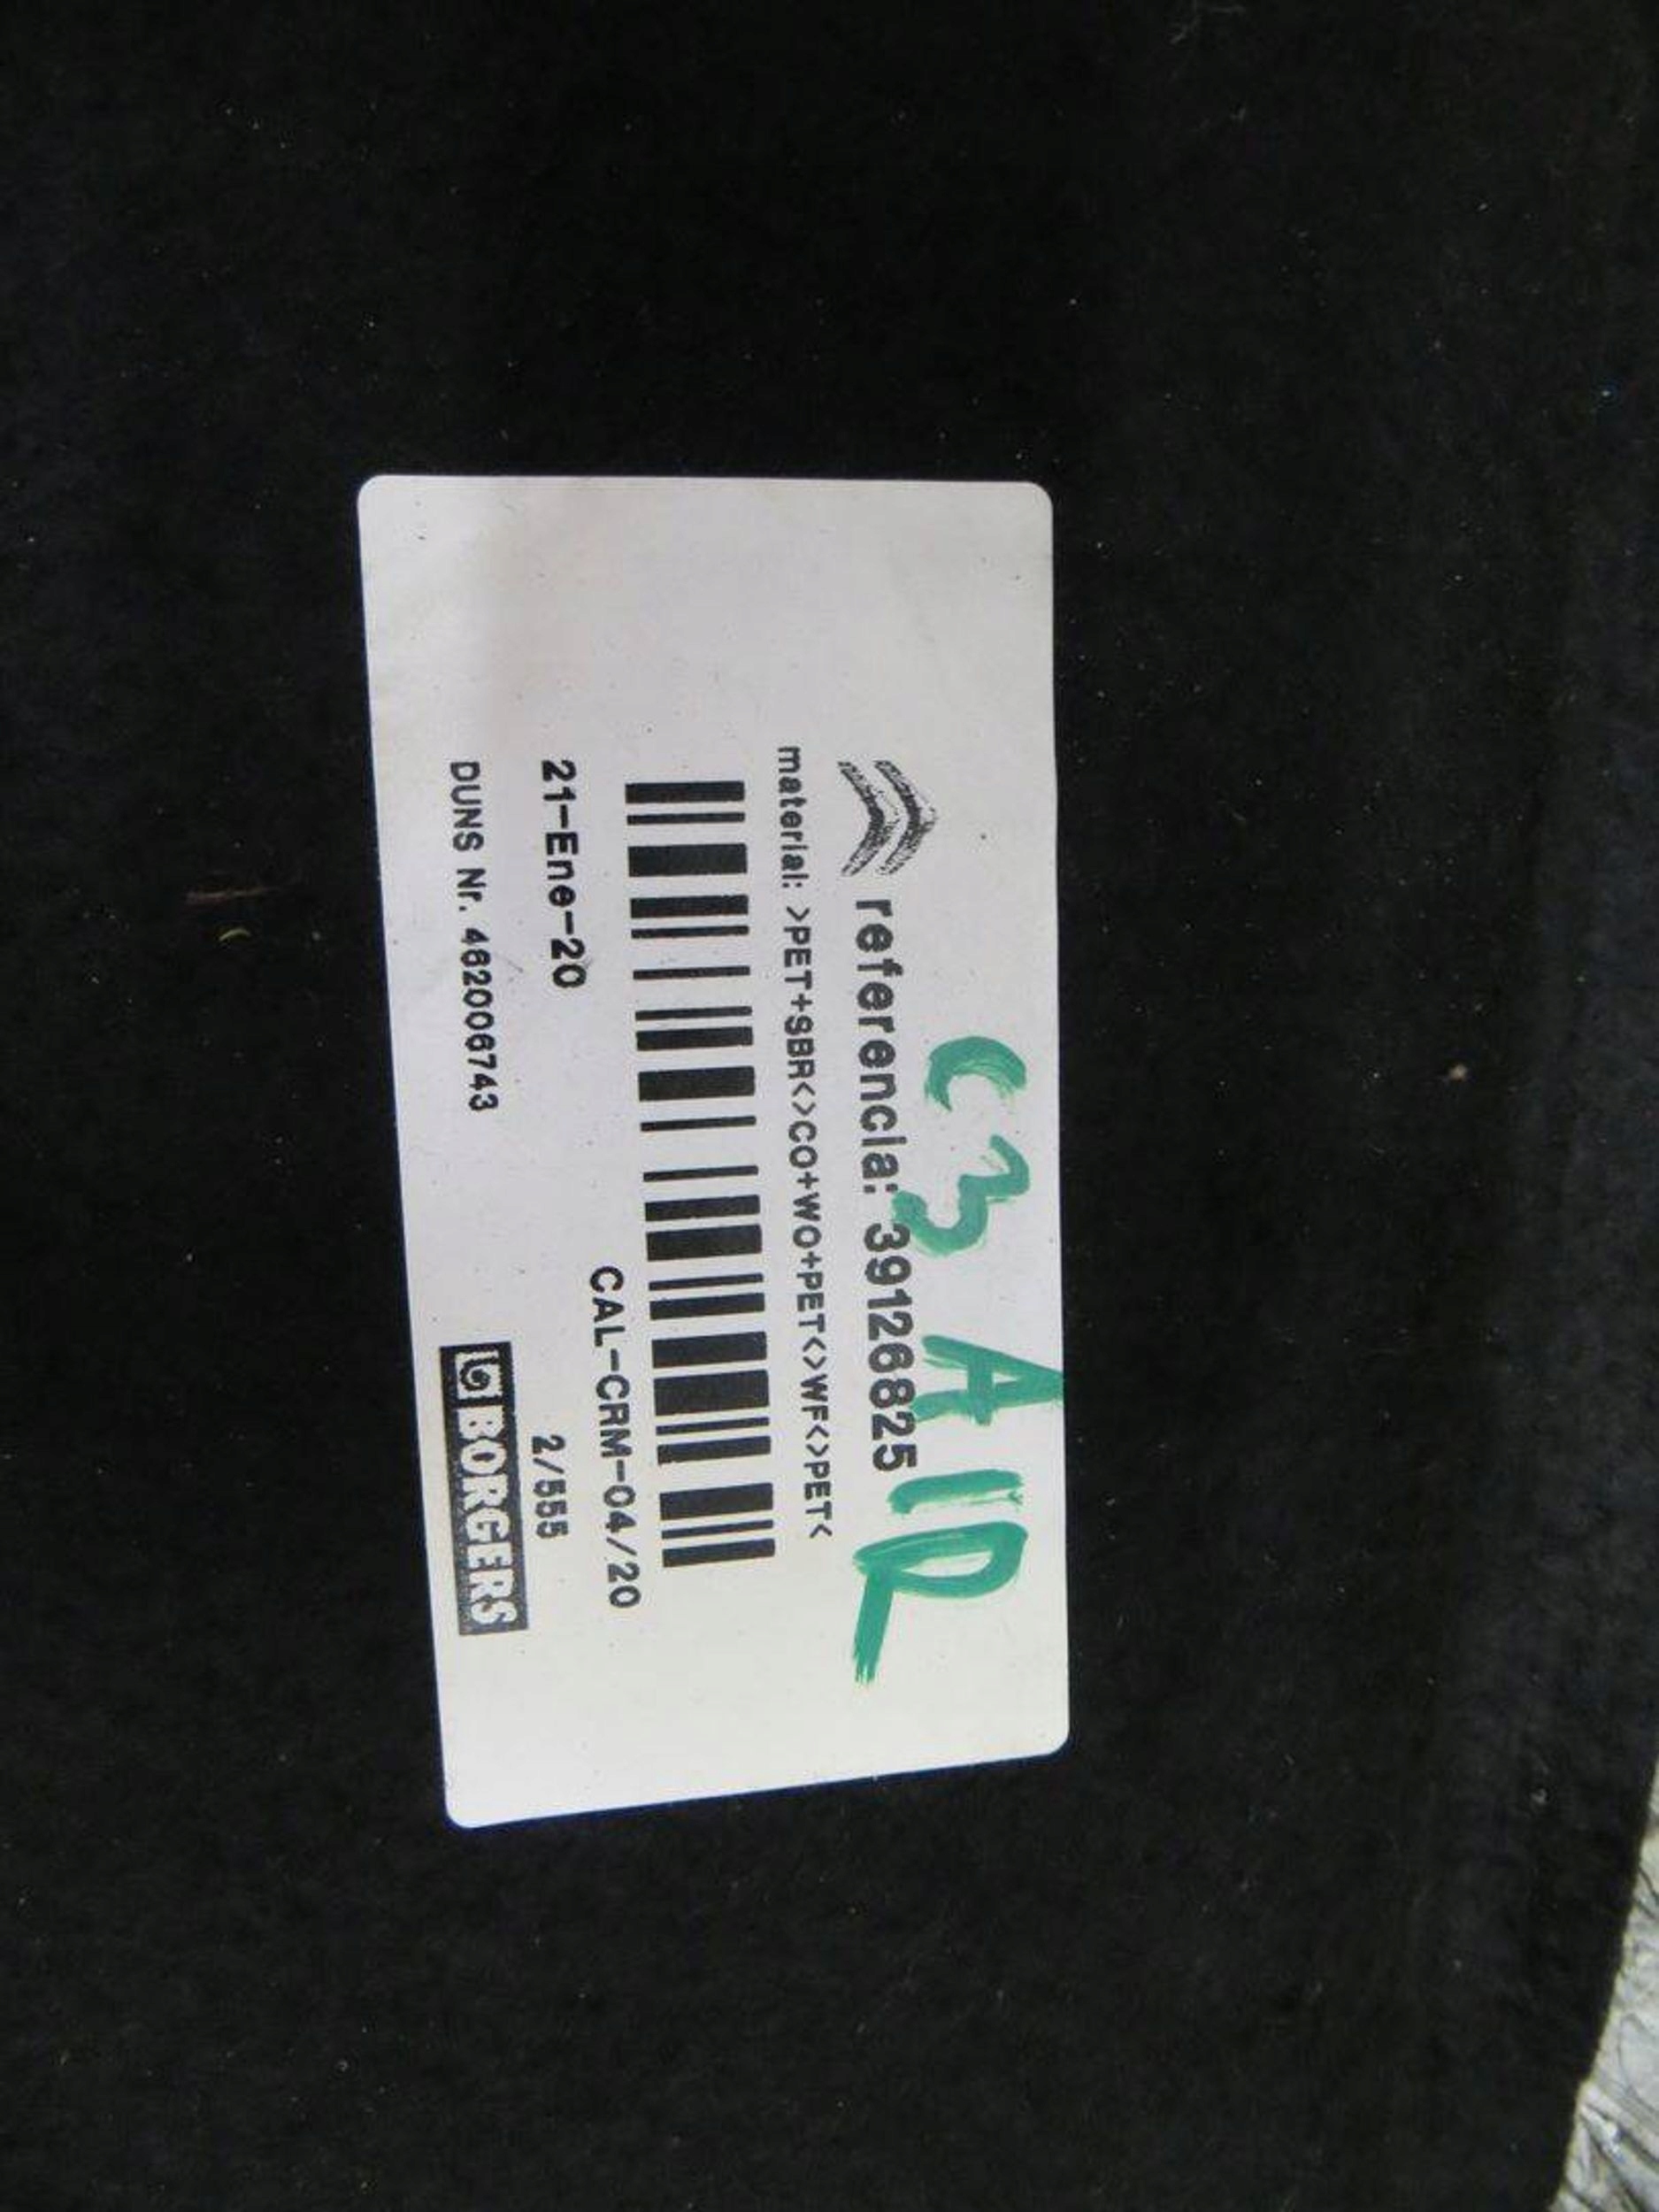 C3 AIR
referencia: 39126825
material: >PET+SBR<>CO+WO+PET<>WF<>PET<
CAL-CRM-04/20
21-Ene-20
2/555
DUNS Nr. 462006743
BORGERS